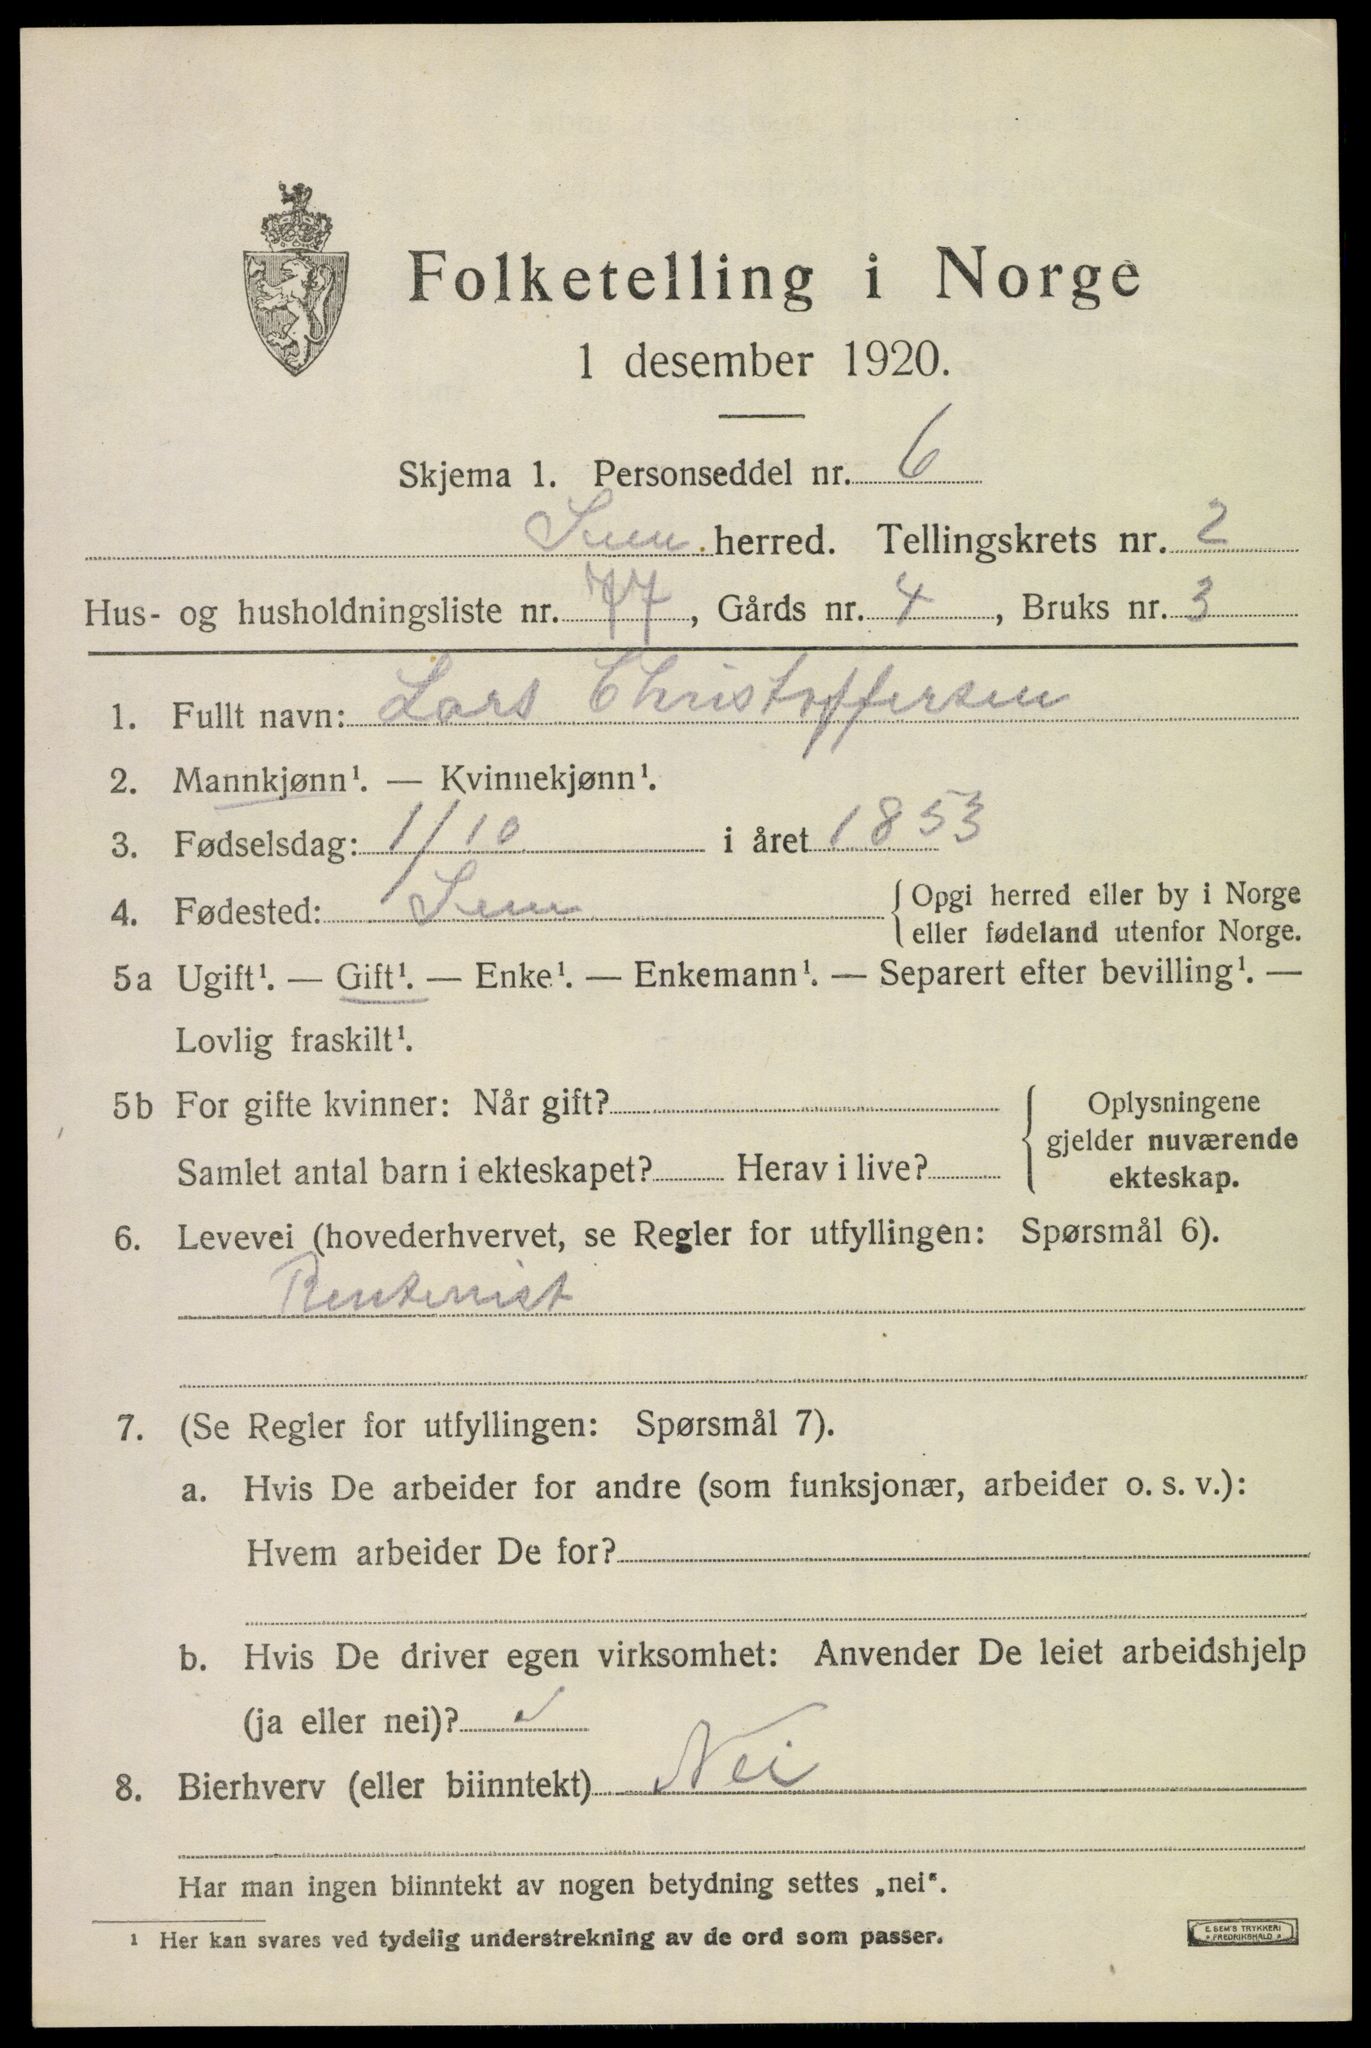 Folketelling i Norge
1 desember 1920.
Skjema 1. Personseddel nr. 6
Sem herred. Tellingskrets nr. 2
Hus- og husholdningsliste nr. 77, Gårds nr. 4, Bruks nr. 3
1. Fullt navn: Lars Christoffersen
2. Mannkjønn¹. — Kvinnekjønn¹.
3. Fødselsdag: 1/10 i året 1853
4. Fødested: Sem { Opgi herred eller by i Norge
eller fødeland utenfor Norge.
5a Ugift¹. — Gift¹. — Enke¹. — Enkemann¹. — Separert efter bevilling¹. —
Lovlig fraskilt¹.
5b For gifte kvinner: Når gift? { Oplysningene
gjelder nuværende
Samlet antal barn i ekteskapet? Herav i live? ekteskap.
6. Levevei (hovederhvervet, se Regler for utfyllingen: Spørsmål 6).
Rentenist
7. (Se Regler for utfyllingen: Spørsmål 7).
a. Hvis De arbeider for andre (som funksjonær, arbeider o. s. v.):
Hvem arbeider De for?
b. Hvis De driver egen virksomhet: Anvender De leiet arbeidshjelp
(ja eller nei)? ✓
8. Bierhverv (eller biinntekt) Nei
Har man ingen biinntekt av nogen betydning settes „nei".
¹ Her kan svares ved tydelig understrekning av de ord som passer.
E. SEM'S TRYKKERI
* FREDRIKSHALD *